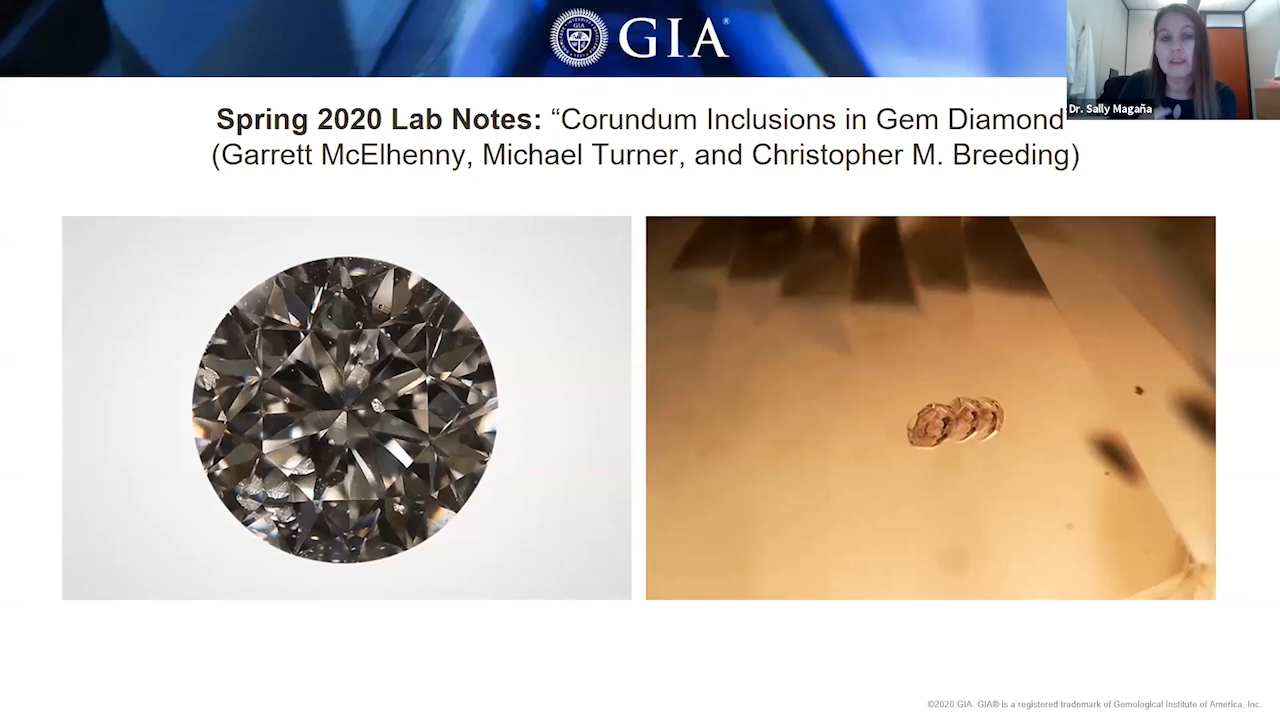 GIA
GIA®
Dr. Sally Magaña
Spring 2020 Lab Notes: “Corundum Inclusions in Gem Diamond
(Garrett McElhenny, Michael Turner, and Christopher M. Breeding)
©2020 GIA. GIA® is a registered trademark of Gemological Institute of America, Inc.